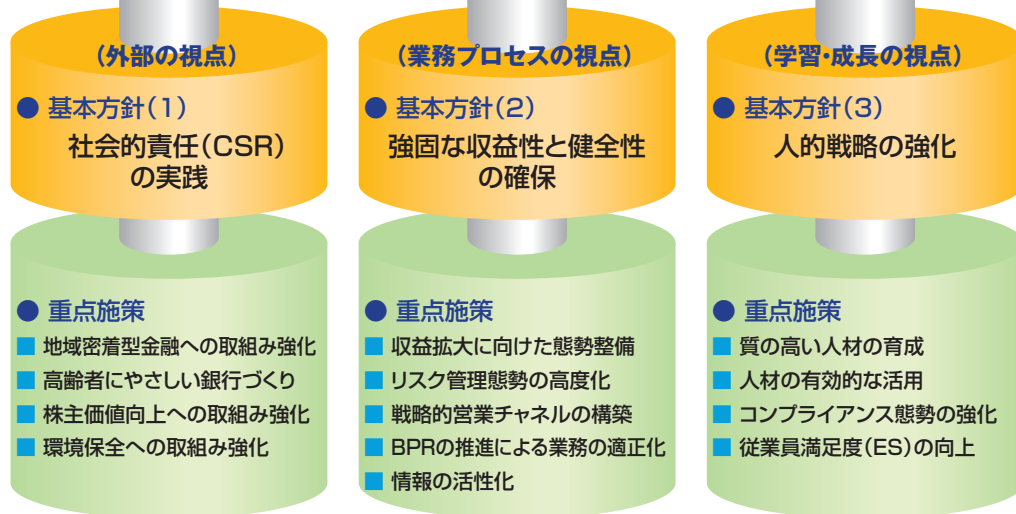 (外部の視点)
● 基本方針(1)
社会的責任(CSR)
の実践
● 重点施策
■ 地域密着型金融への取組み強化
■ 高齢者にやさしい銀行づくり
■ 株主価値向上への取組み強化
■ 環境保全への取組み強化
(業務プロセスの視点)
● 基本方針(2)
強固な収益性と健全性
の確保
● 重点施策
■ 収益拡大に向けた態勢整備
■ リスク管理態勢の高度化
■ 戦略的営業チャネルの構築
■ BPRの推進による業務の適正化
■ 情報の活性化
(学習・成長の視点)
● 基本方針(3)
人的戦略の強化
● 重点施策
■ 質の高い人材の育成
■ 人材の有効的な活用
■ コンプライアンス態勢の強化
■ 従業員満足度(ES)の向上